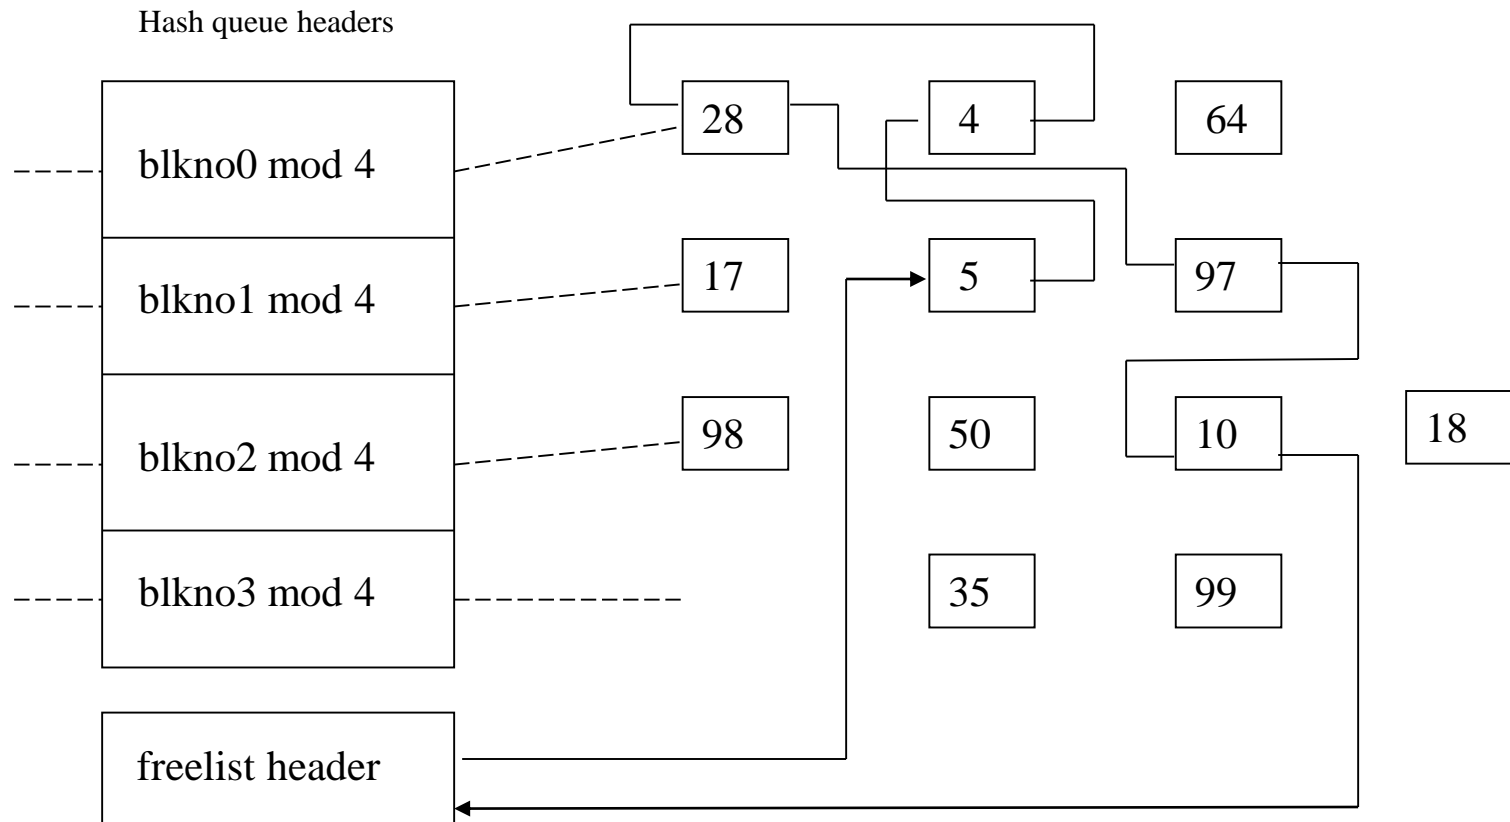 Hash queue headers
blkno0 mod 4
28
4
64
blkno1 mod 4
17
5
97
blkno2 mod 4
98
50
10
18
blkno3 mod 4
35
99
freelist header